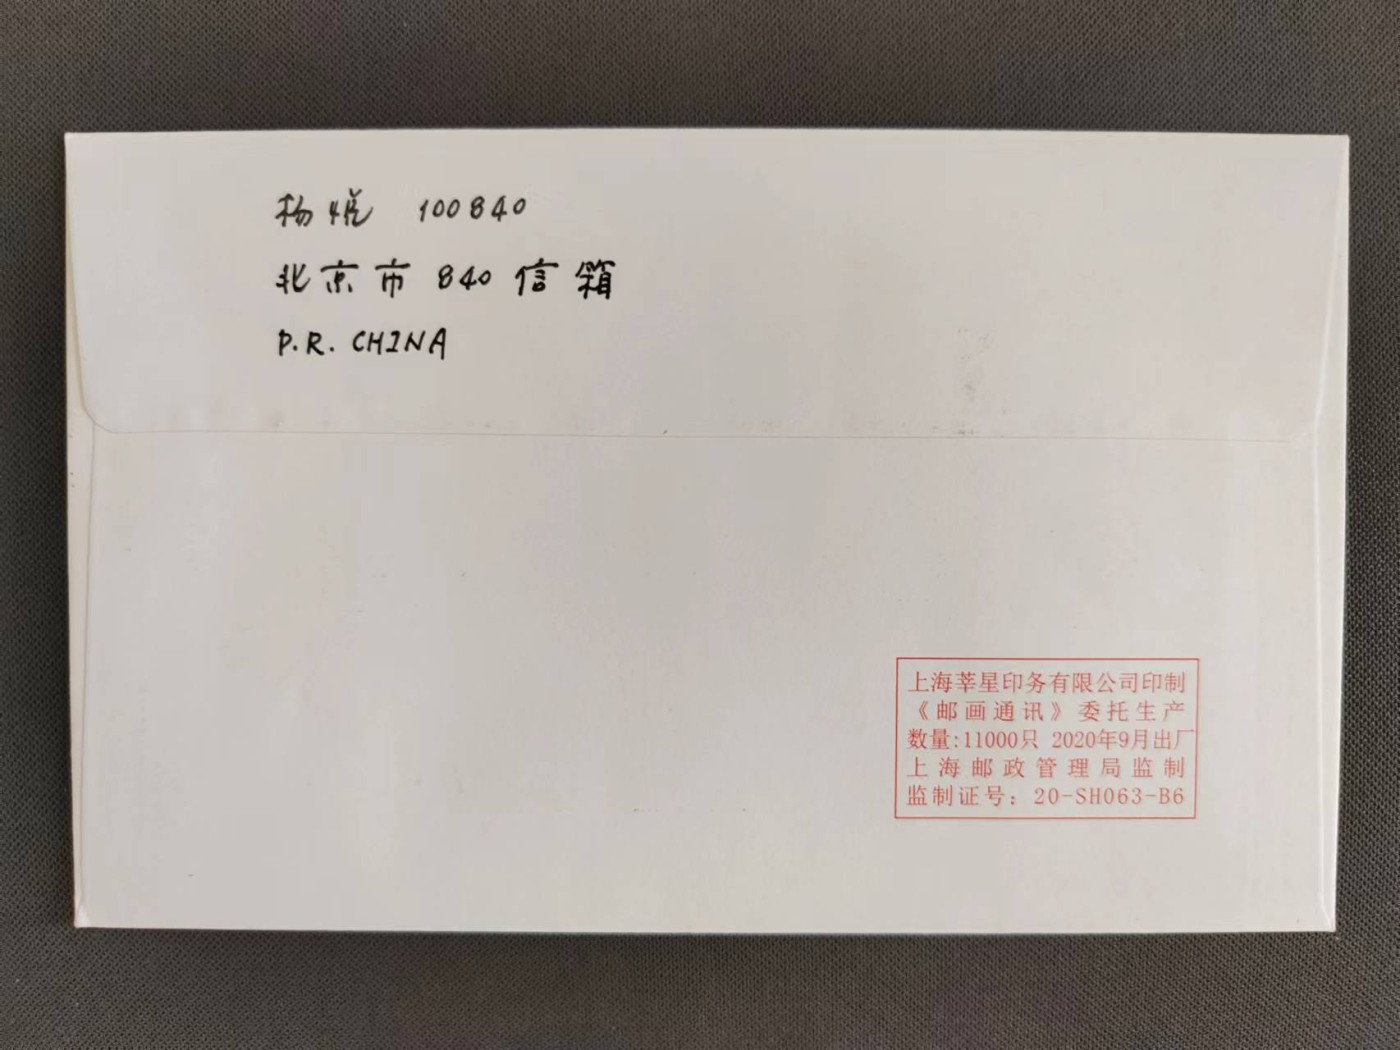 杨悦 100840
北京市 840 信箱
P.R. CHINA
上海莘星印务有限公司印制
《邮画通讯》委托生产
数量:11000只 2020年9月出厂
上海邮政管理局监制
监制证号：20-SH063-B6